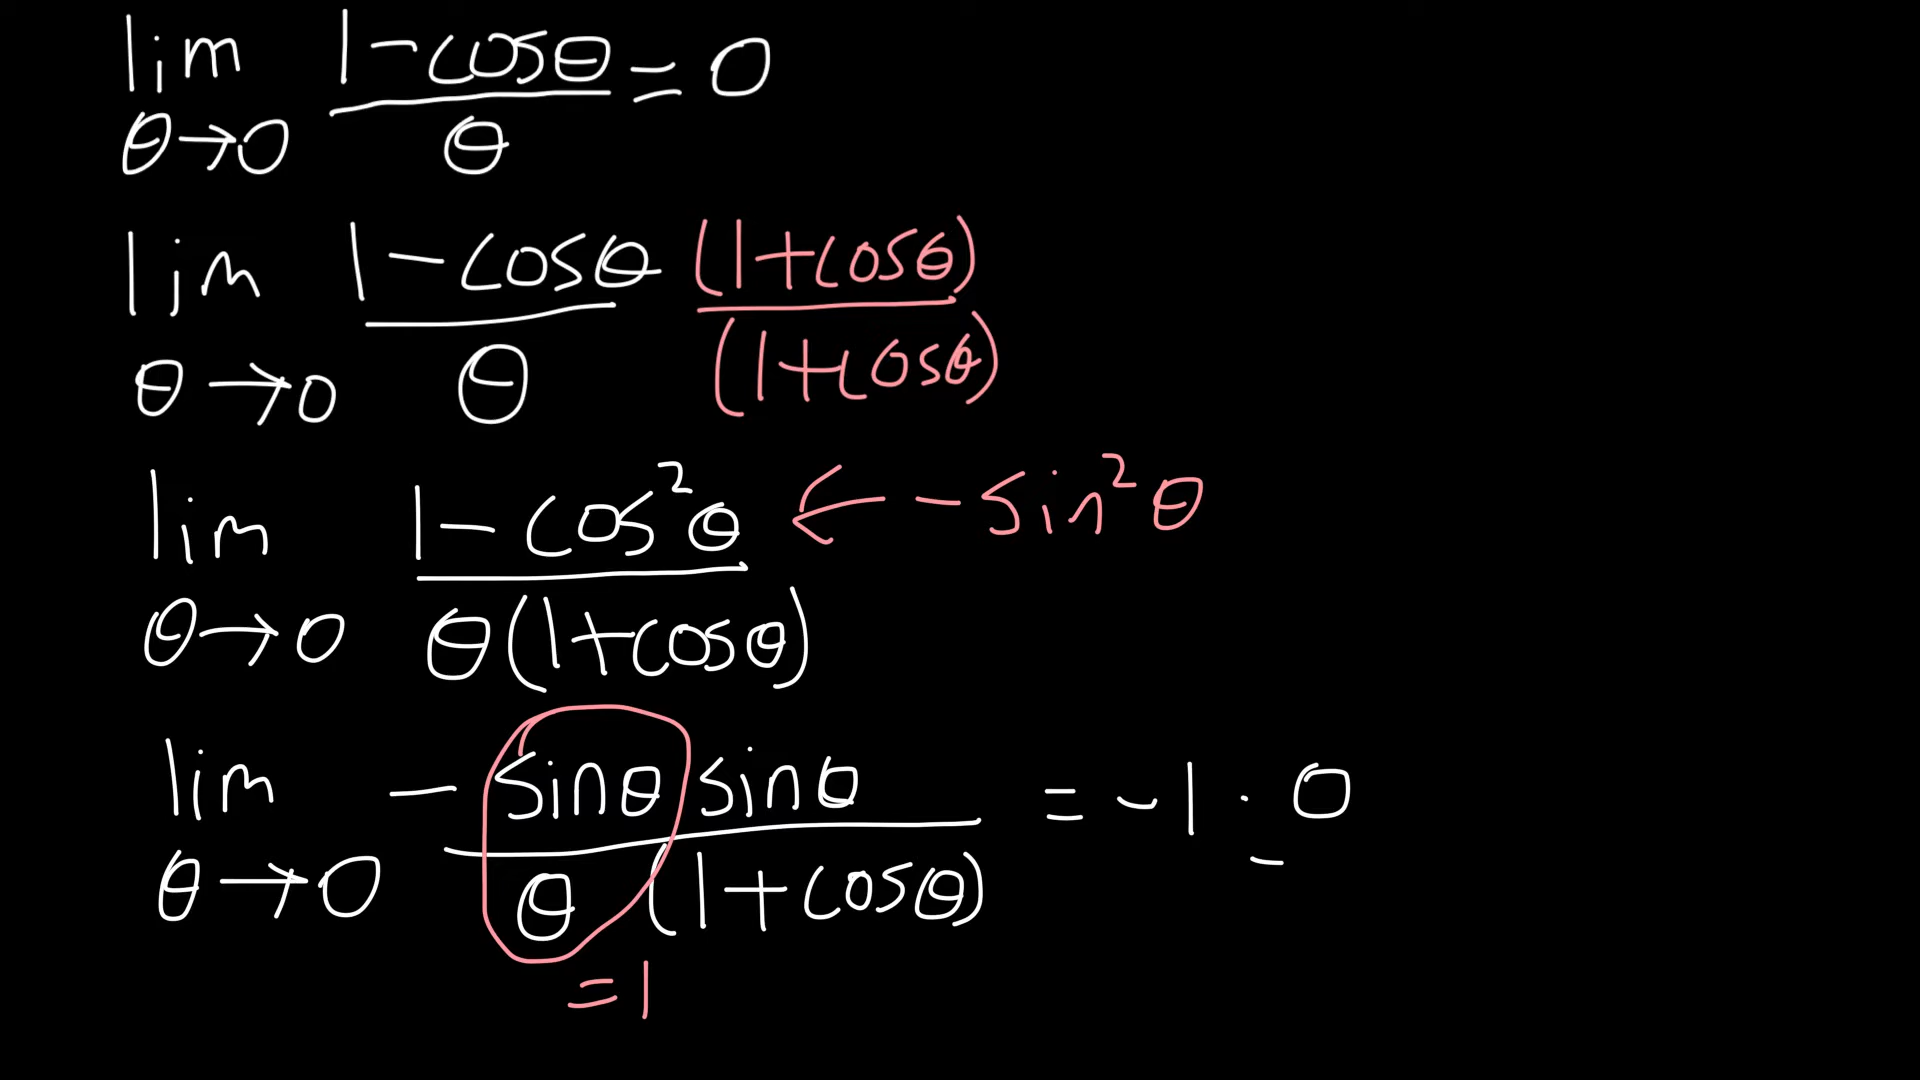 lim 1-cosθ = 0
θ→0 θ
lim 1-cosθ (1+cosθ)
θ→0 θ (1+cosθ)
lim 1-cos²θ ← -sin²θ
θ→0 θ(1+cosθ)
lim - sinθ sinθ = -1 · 0
θ→0 θ (1+cosθ) -
=1